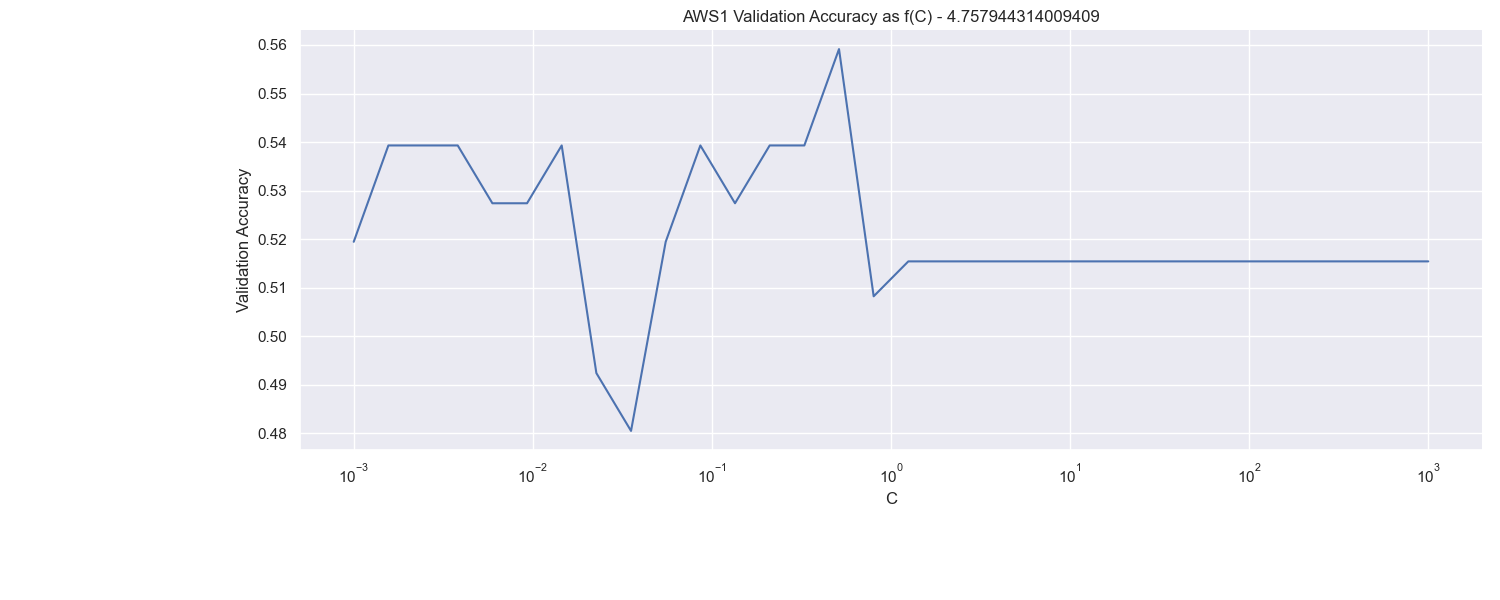 AWS1 Validation Accuracy as f(C) - 4.757944314009409
0.56
0.55
0.54
0.53
0.52
0.51
0.50
0.49
0.48
Validation Accuracy
10⁻³ 10⁻² 10⁻¹ 10⁰ 10¹ 10² 10³
C